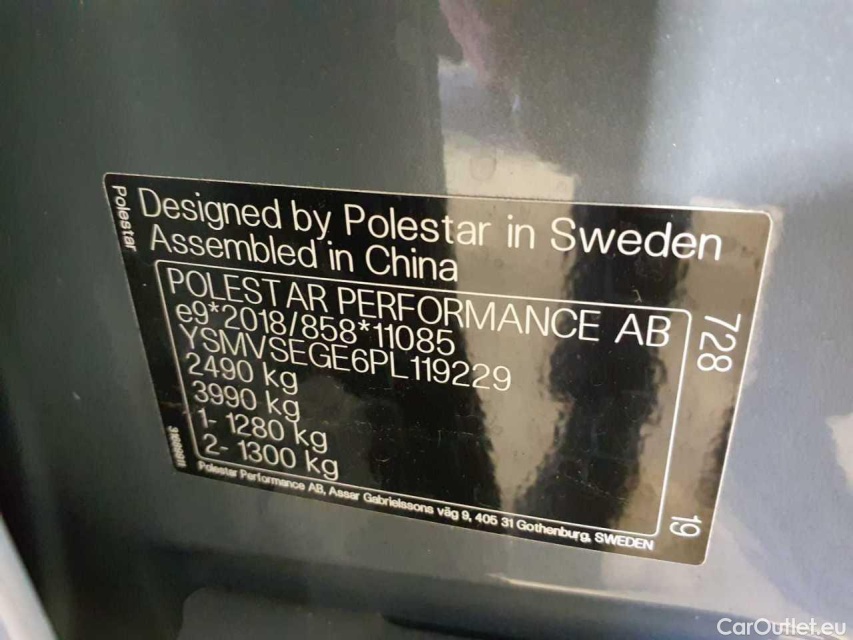 Polestar
Designed by Polestar in Sweden
Assembled in China
POLESTAR PERFORMANCE AB
e9*2018/858*11085
YSMVSEGE6PL119229
2490 kg
3990 kg
1- 1280 kg
2- 1300 kg
728
19
Polestar Performance AB, Assar Gabrielssons väg 9, 405 31 Gothenburg, SWEDEN
CarOutlet.eu